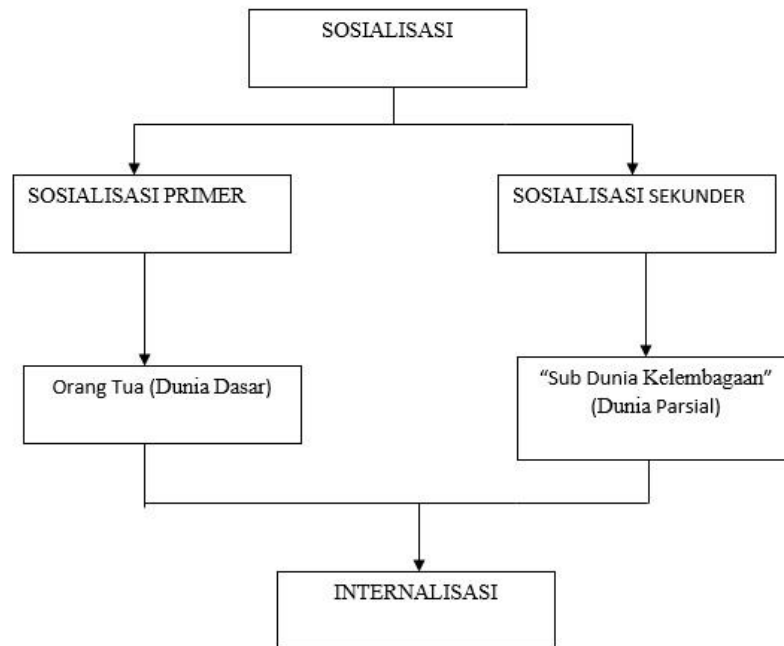 SOSIALISASI
SOSIALISASI PRIMER
SOSIALISASI SEKUNDER
Orang Tua (Dunia Dasar)
“Sub Dunia Kelembagaan”
(Dunia Parsial)
INTERNALISASI